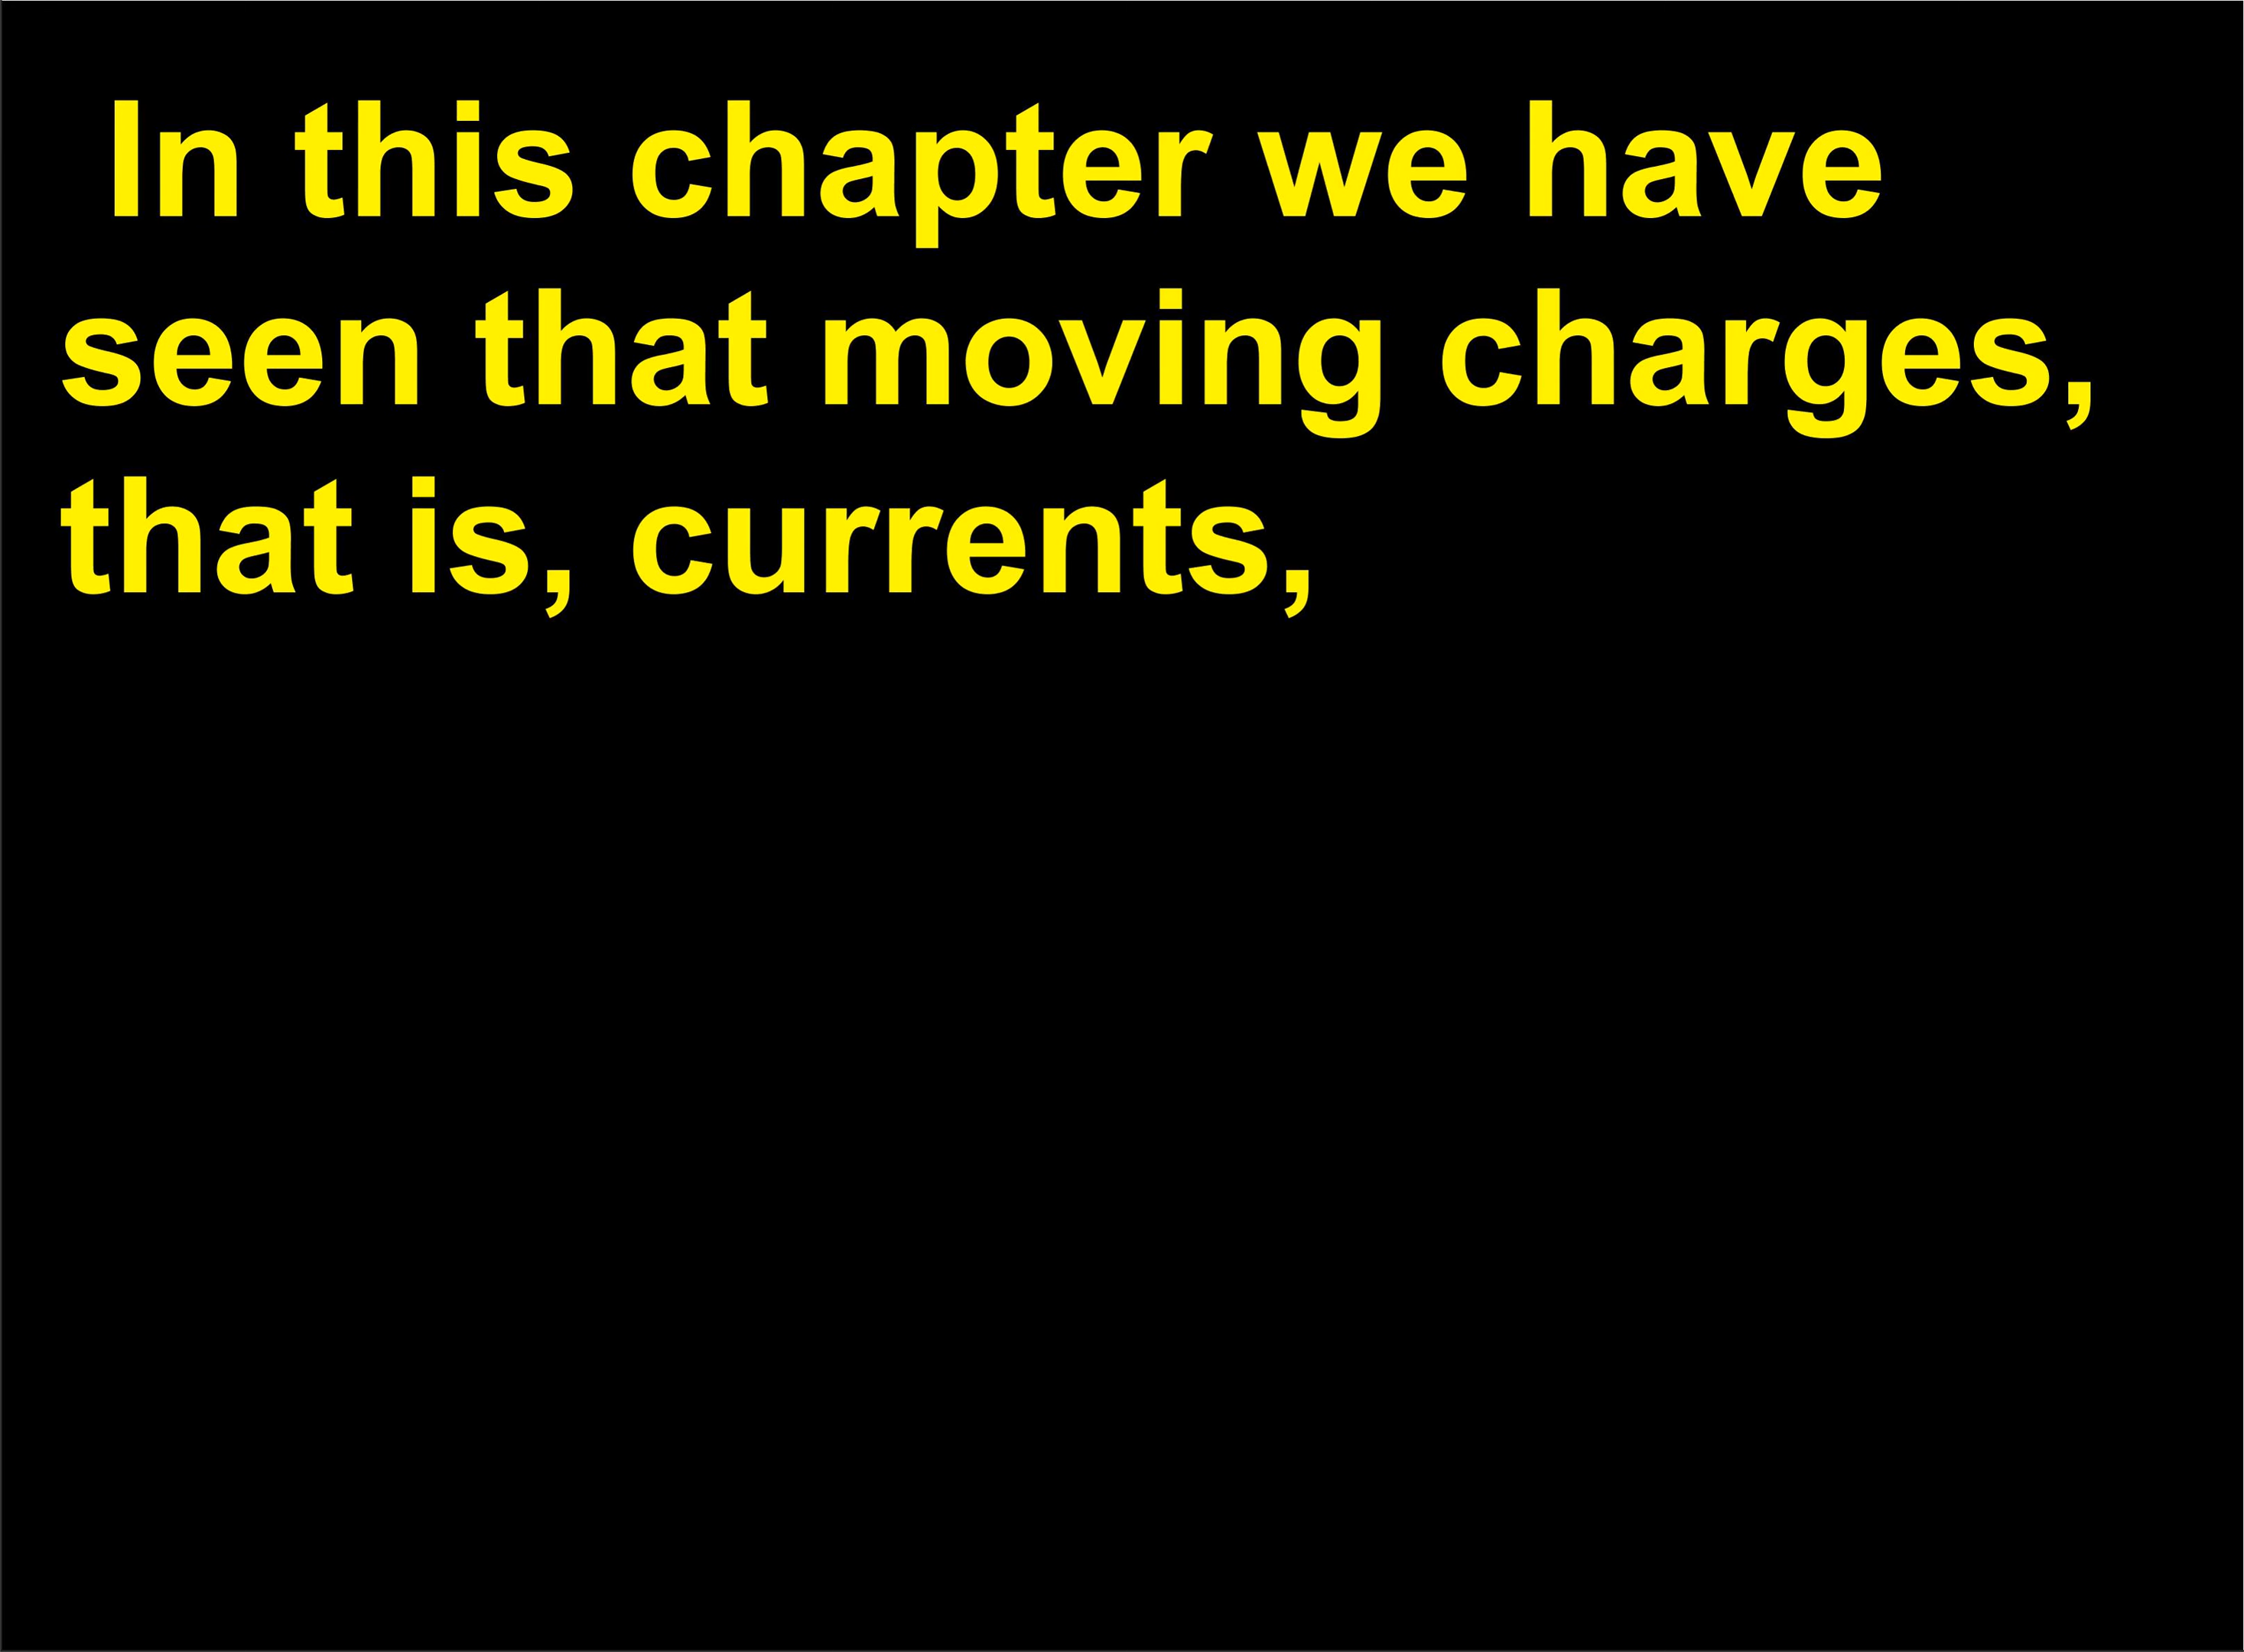 In this chapter we have
seen that moving charges,
that is, currents,